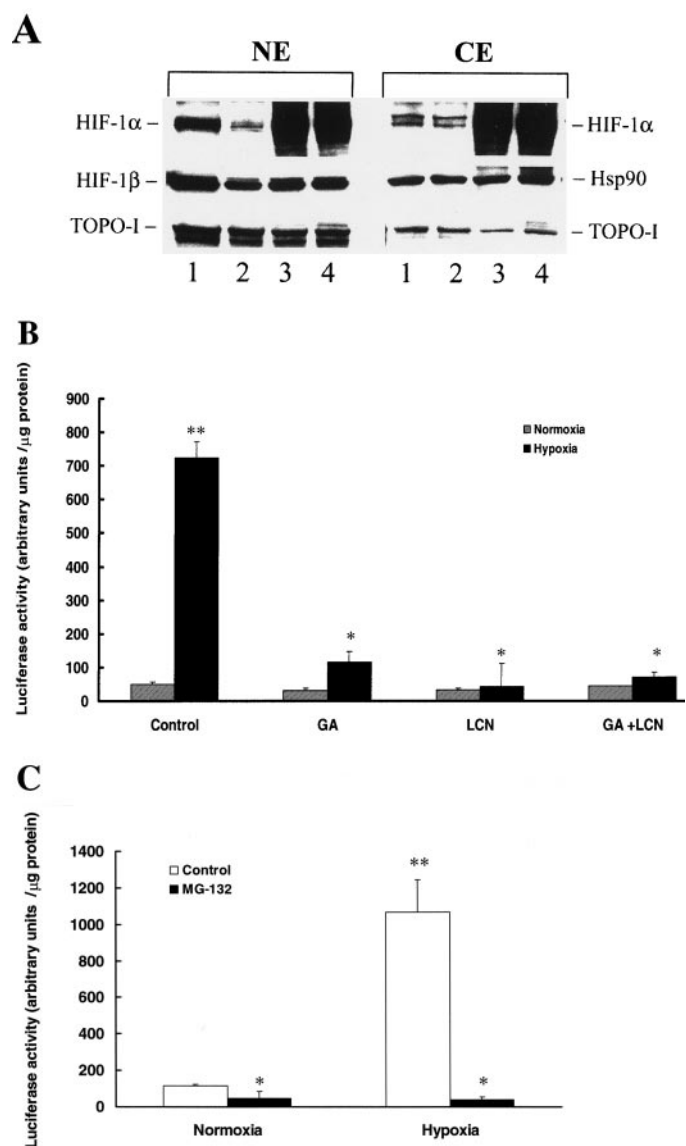 A
NE CE
HIF-1α – – HIF-1α
HIF-1β – – Hsp90
TOPO-I – – TOPO-I
1 2 3 4 1 2 3 4
B
Luciferase activity (arbitrary units /μg protein)
900
800
700
600
500
400
300
200
100
0
** * * *
Normoxia
Hypoxia
Control GA LCN GA +LCN
C
Luciferase activity (arbitrary units /μg protein)
1400
1200
1000
800
600
400
200
0
Control
MG-132
** * *
Normoxia Hypoxia